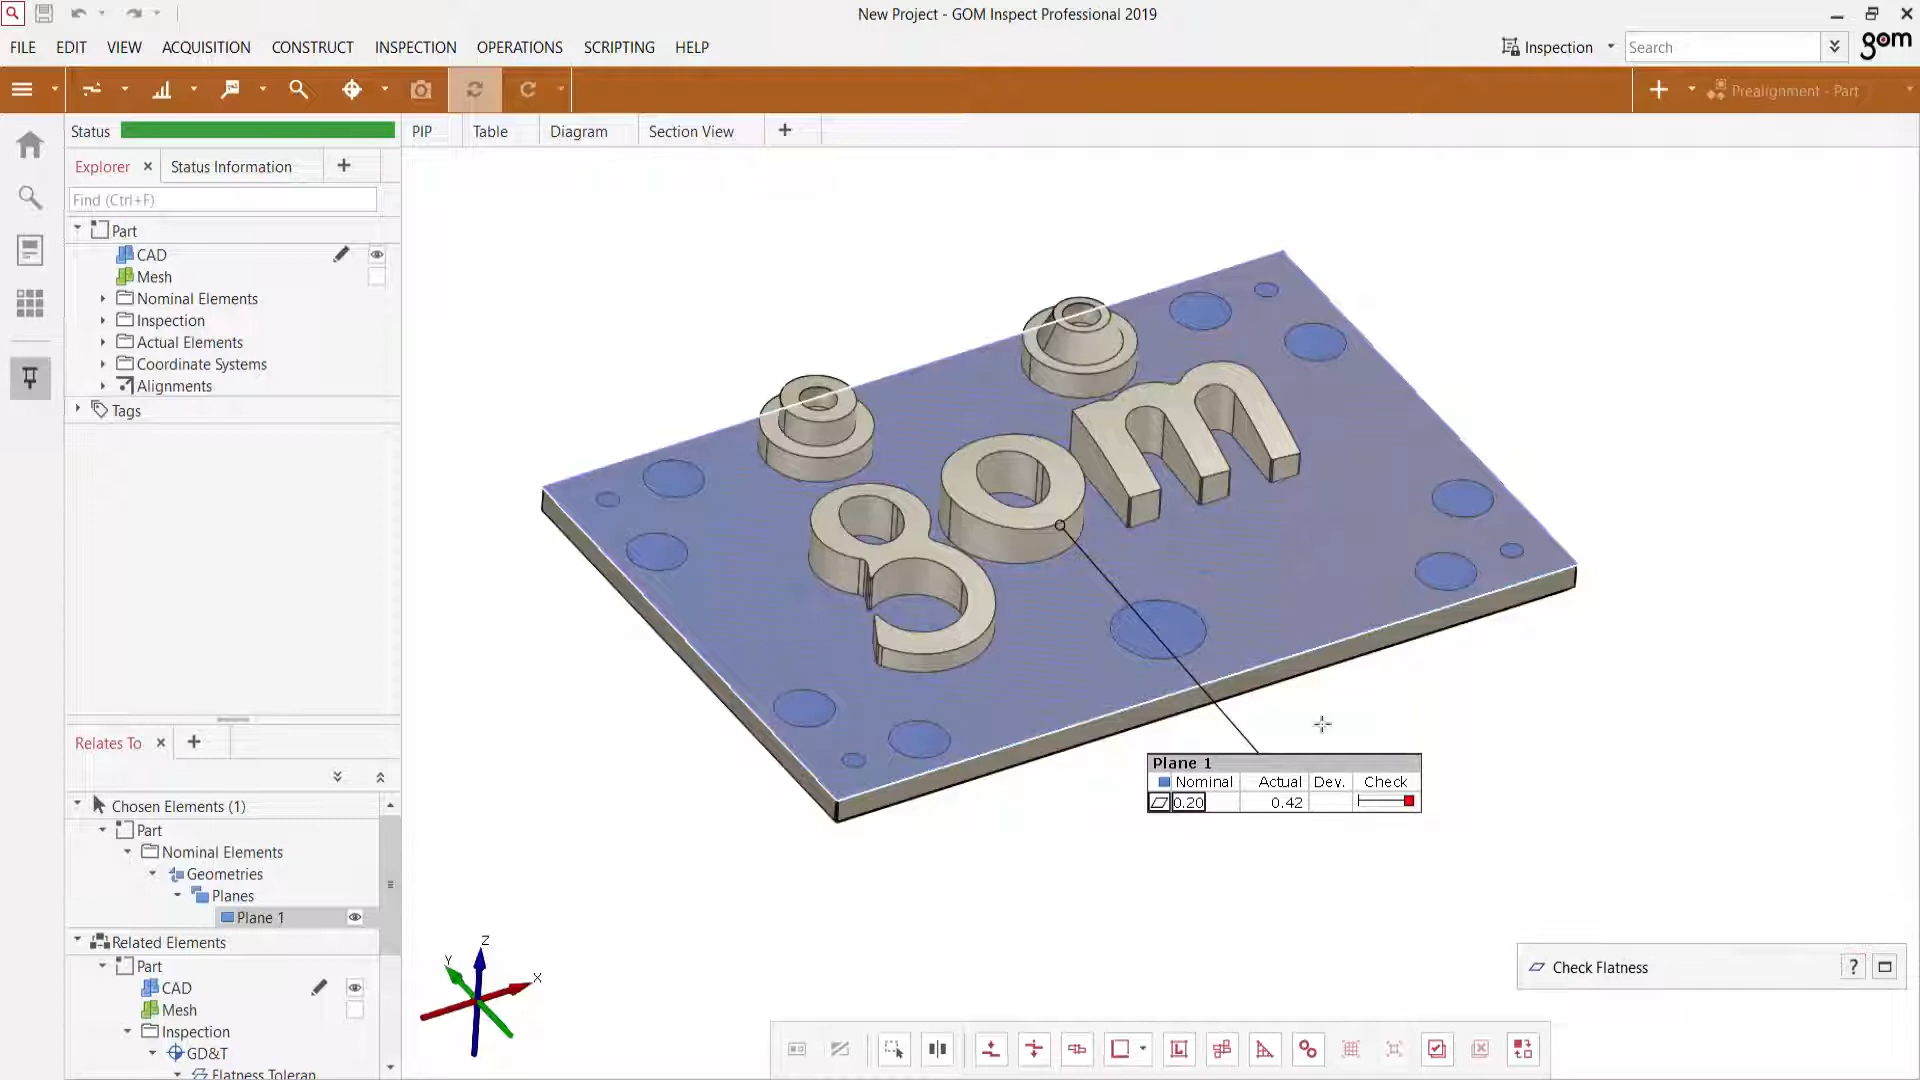 New Project - GOM Inspect Professional 2019
FILE EDIT VIEW ACQUISITION CONSTRUCT INSPECTION OPERATIONS SCRIPTING HELP
Inspection
Search
gom
Prealignment - Part
Status
PIP
Table
Diagram
Section View
Explorer
Status Information
Find (Ctrl+F)
Part
CAD
Mesh
Nominal Elements
Inspection
Actual Elements
Coordinate Systems
Alignments
Tags
gom
Plane 1
Nominal Actual Dev. Check
0.20 0.42
Relates To
Chosen Elements (1)
Part
Nominal Elements
Geometries
Planes
Plane 1
Related Elements
Part
CAD
Mesh
Inspection
GD&T
Flatness Toleran
Z
Y
X
Check Flatness
?